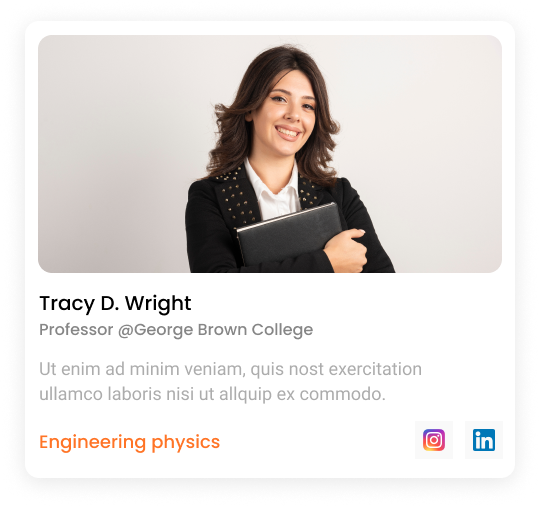 Tracy D. Wright
Professor @George Brown College
Ut enim ad minim veniam, quis nost exercitation
ullamco laboris nisi ut allquip ex commodo.
Engineering physics
in